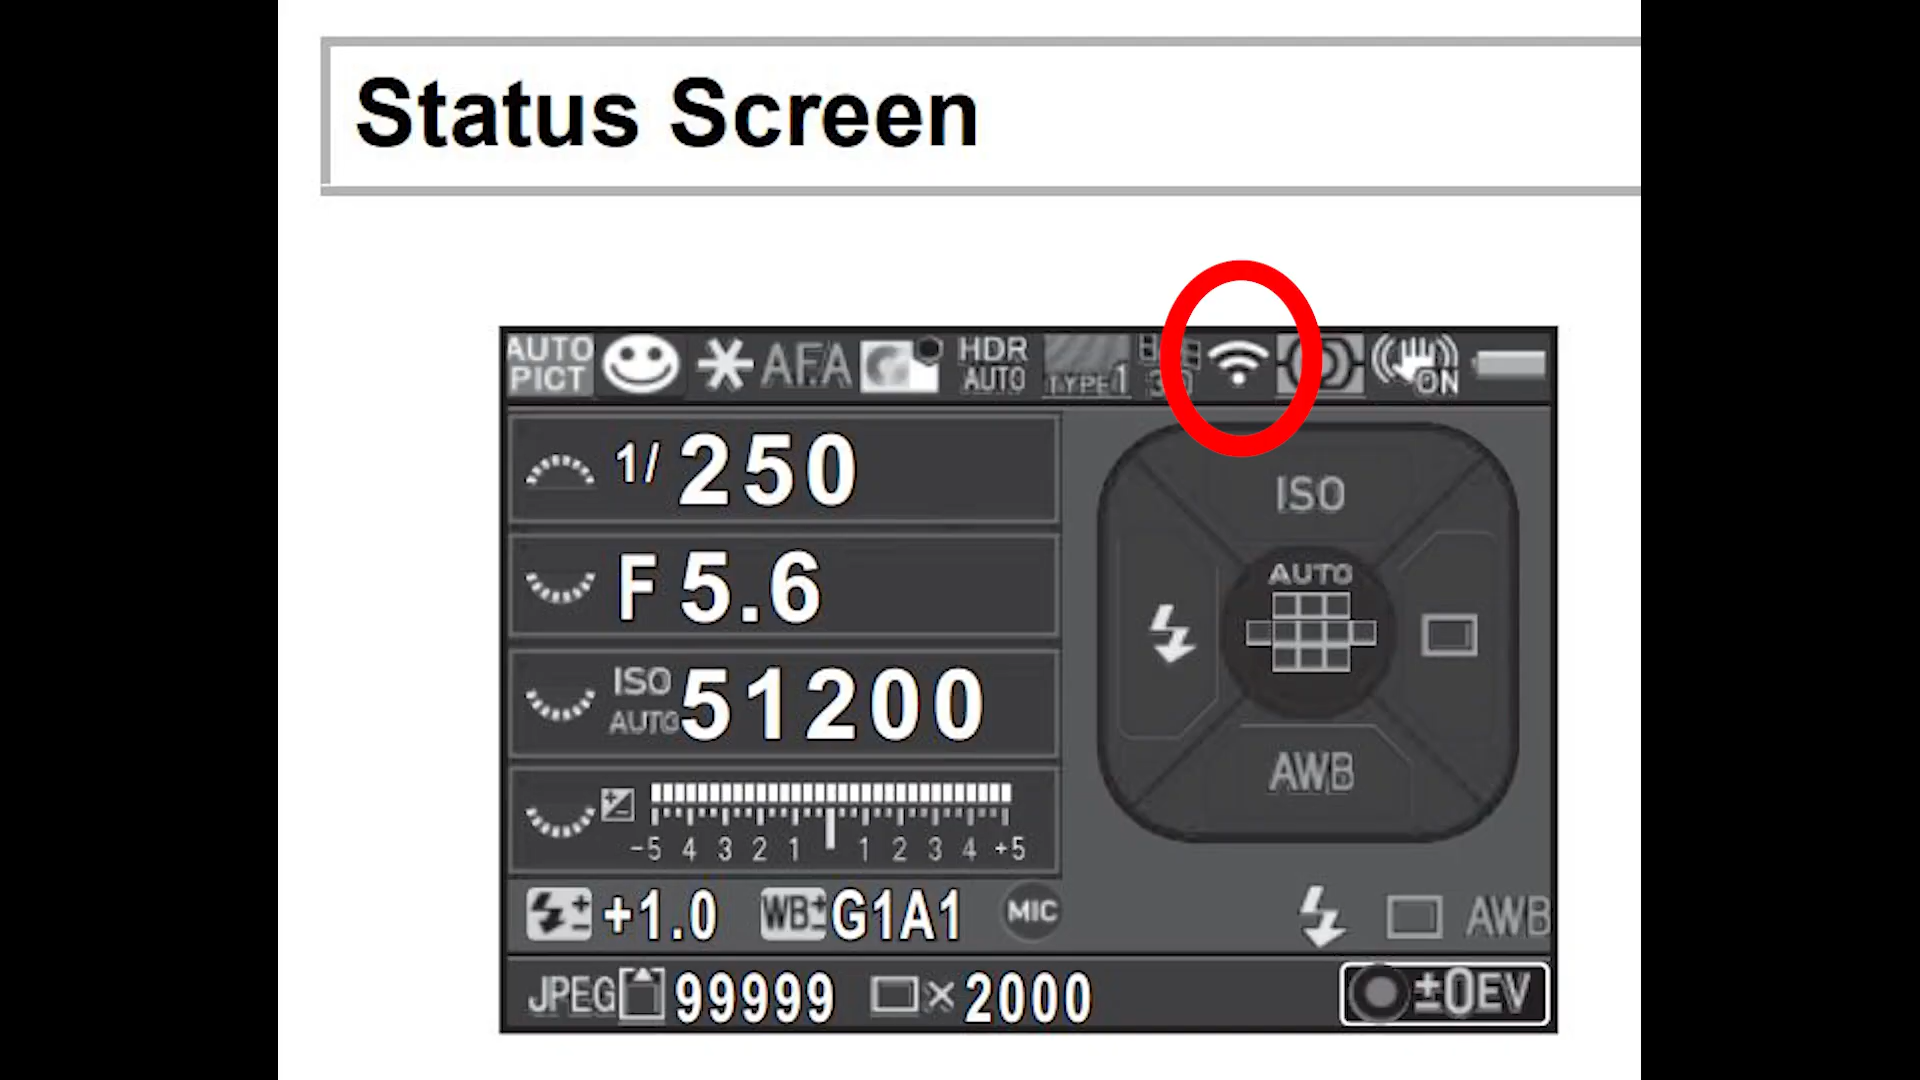 Status Screen
AUTO PICT AF.A HDR AUTO TYPE1 ON
1/ 250
F 5.6
ISO AUTO 51200
-5 4 3 2 1 1 2 3 4 +5
ISO
AUTO
AWB
+1.0 WB± G1A1 MIC AWB
JPEG 99999 × 2000 ±0EV